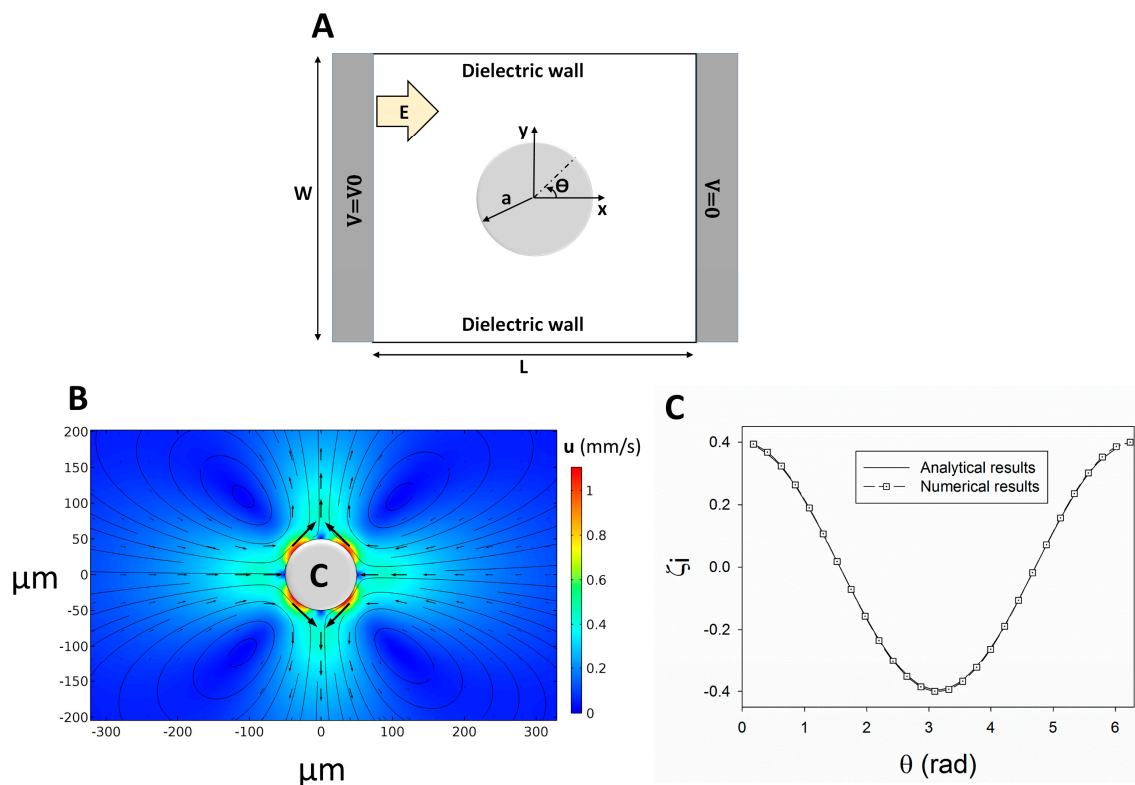 A
Dielectric wall
E
y
W
V=V0
a
Θ
x
V=0
Dielectric wall
L
B
u (mm/s)
200
150
100
50
0
-50
-100
-150
-200
µm
C
-300 -200 -100 0 100 200 300
µm
1
0.8
0.6
0.4
0.2
0
C
Analytical results
Numerical results
0.4
0.2
0.0
-0.2
-0.4
ζi
0 1 2 3 4 5 6
θ (rad)